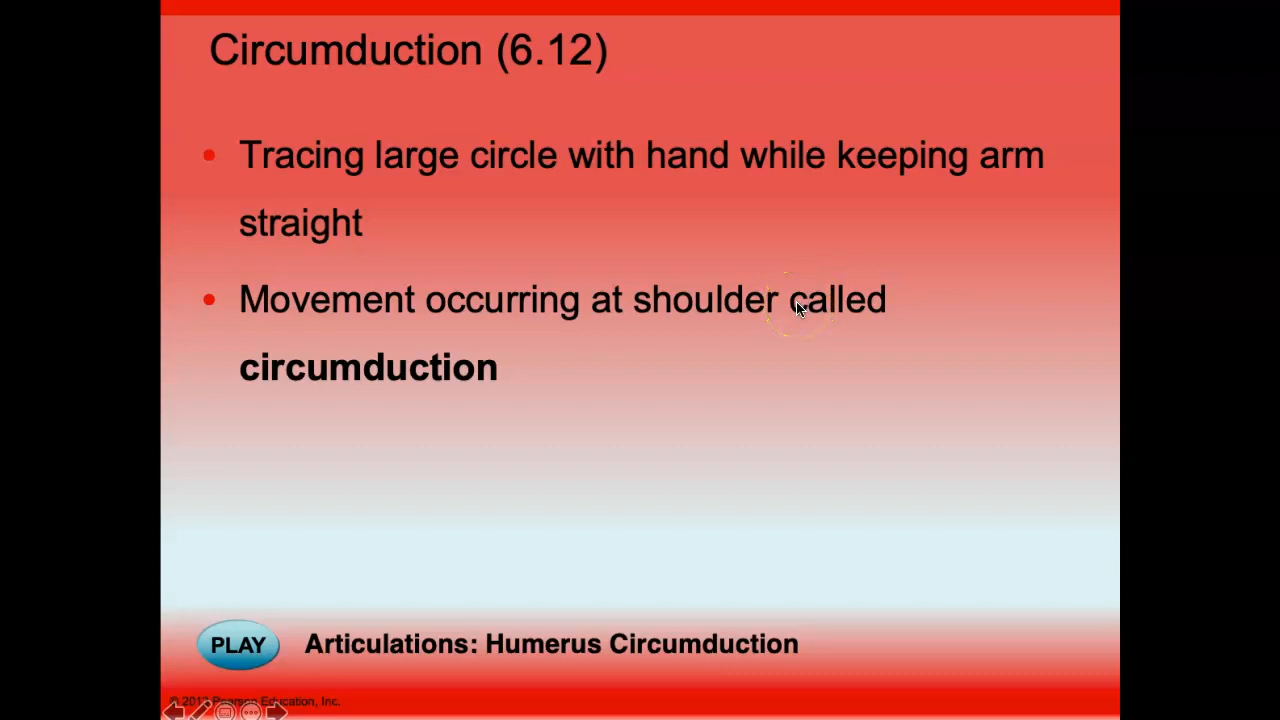 Circumduction (6.12)
• Tracing large circle with hand while keeping arm
straight
• Movement occurring at shoulder called
circumduction
PLAY Articulations: Humerus Circumduction
Pearson Education, Inc.